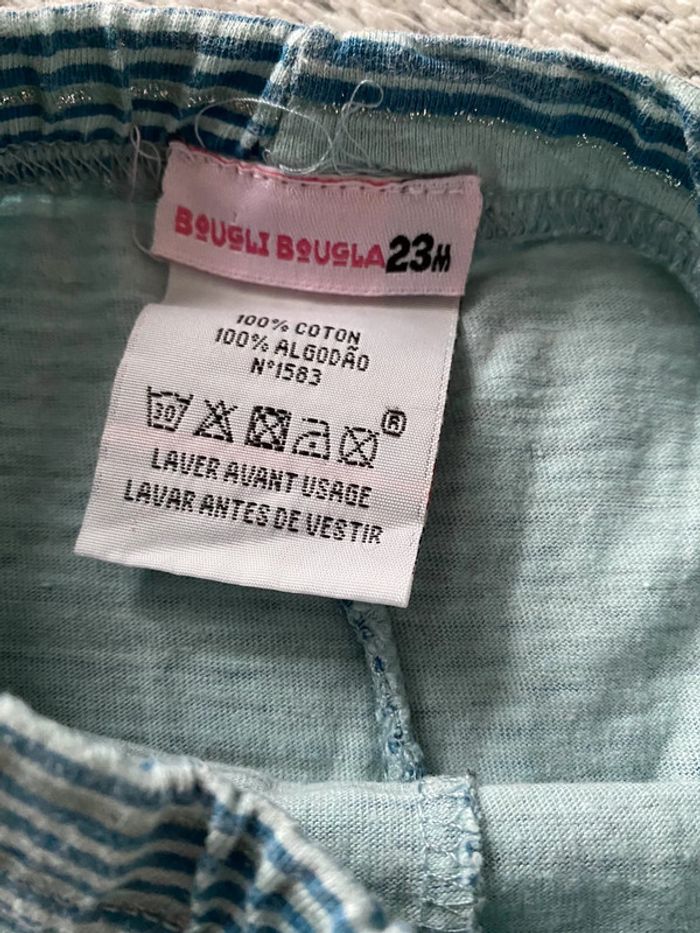 BOUGLI BOUGLA 23M
100% COTON
100% ALGODÃO
N°1583
30 ®
LAVER AVANT USAGE
LAVAR ANTES DE VESTIR